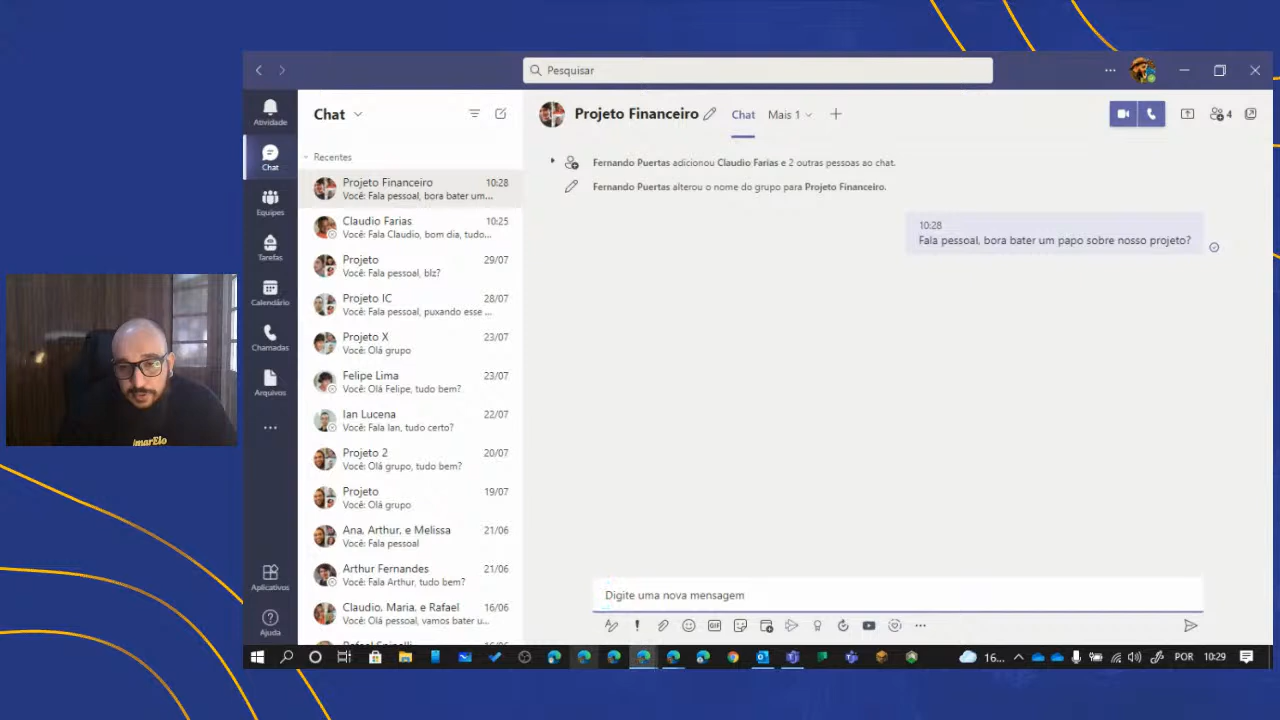 Pesquisar
Atividade
Chat
Equipes
Tarefas
Calendário
Chamadas
Arquivos
Aplicativos
Ajuda
Chat
Recentes
Projeto Financeiro 10:28
Você: Fala pessoal, bora bater um...
Claudio Farias 10:25
Você: Fala Claudio, bom dia, tudo...
Projeto 29/07
Você: Fala pessoal, blz?
Projeto IC 28/07
Você: Fala pessoal, puxando esse ...
Projeto X 23/07
Você: Olá grupo
Felipe Lima 23/07
Você: Olá Felipe, tudo bem?
Ian Lucena 22/07
Você: Fala Ian, tudo certo?
Projeto 2 20/07
Você: Olá grupo, tudo bem?
Projeto 19/07
Você: Olá grupo
Ana, Arthur, e Melissa 21/06
Você: Fala pessoal
Arthur Fernandes 21/06
Você: Fala Arthur, tudo bem?
Claudio, Maria, e Rafael 16/06
Você: Olá pessoal, vamos bater u...
Projeto Financeiro Chat Mais 1 4
Fernando Puertas adicionou Claudio Farias e 2 outras pessoas ao chat.
Fernando Puertas alterou o nome do grupo para Projeto Financeiro.
10:28
Fala pessoal, bora bater um papo sobre nosso projeto?
Digite uma nova mensagem
GIF
16... POR 10:29